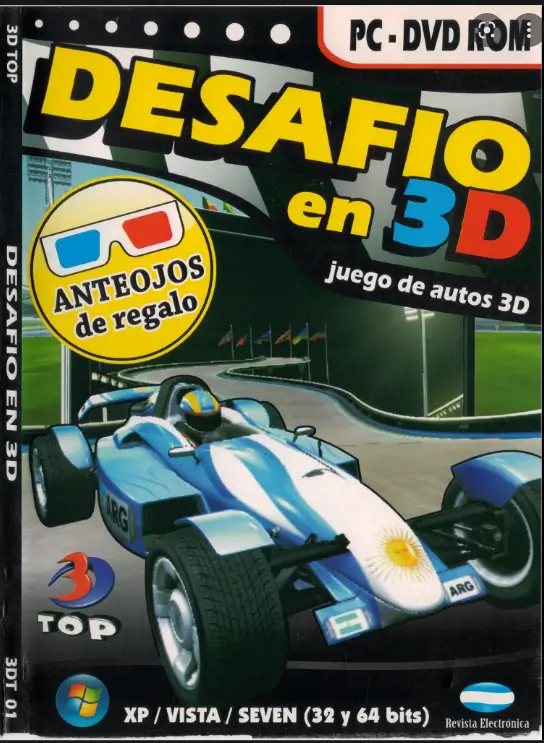 3D TOP
DESAFIO EN 3D
3DT 01
PC - DVD ROM
DESAFIO
en 3D
juego de autos 3D
ANTEOJOS
de regalo
ARG
ARG
3D
TOP
XP / VISTA / SEVEN (32 y 64 bits)
Revista Electrónica